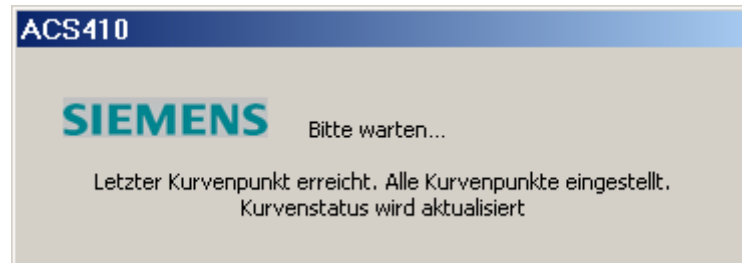 ACS410
SIEMENS Bitte warten...
Letzter Kurvenpunkt erreicht. Alle Kurvenpunkte eingestellt.
Kurvenstatus wird aktualisiert